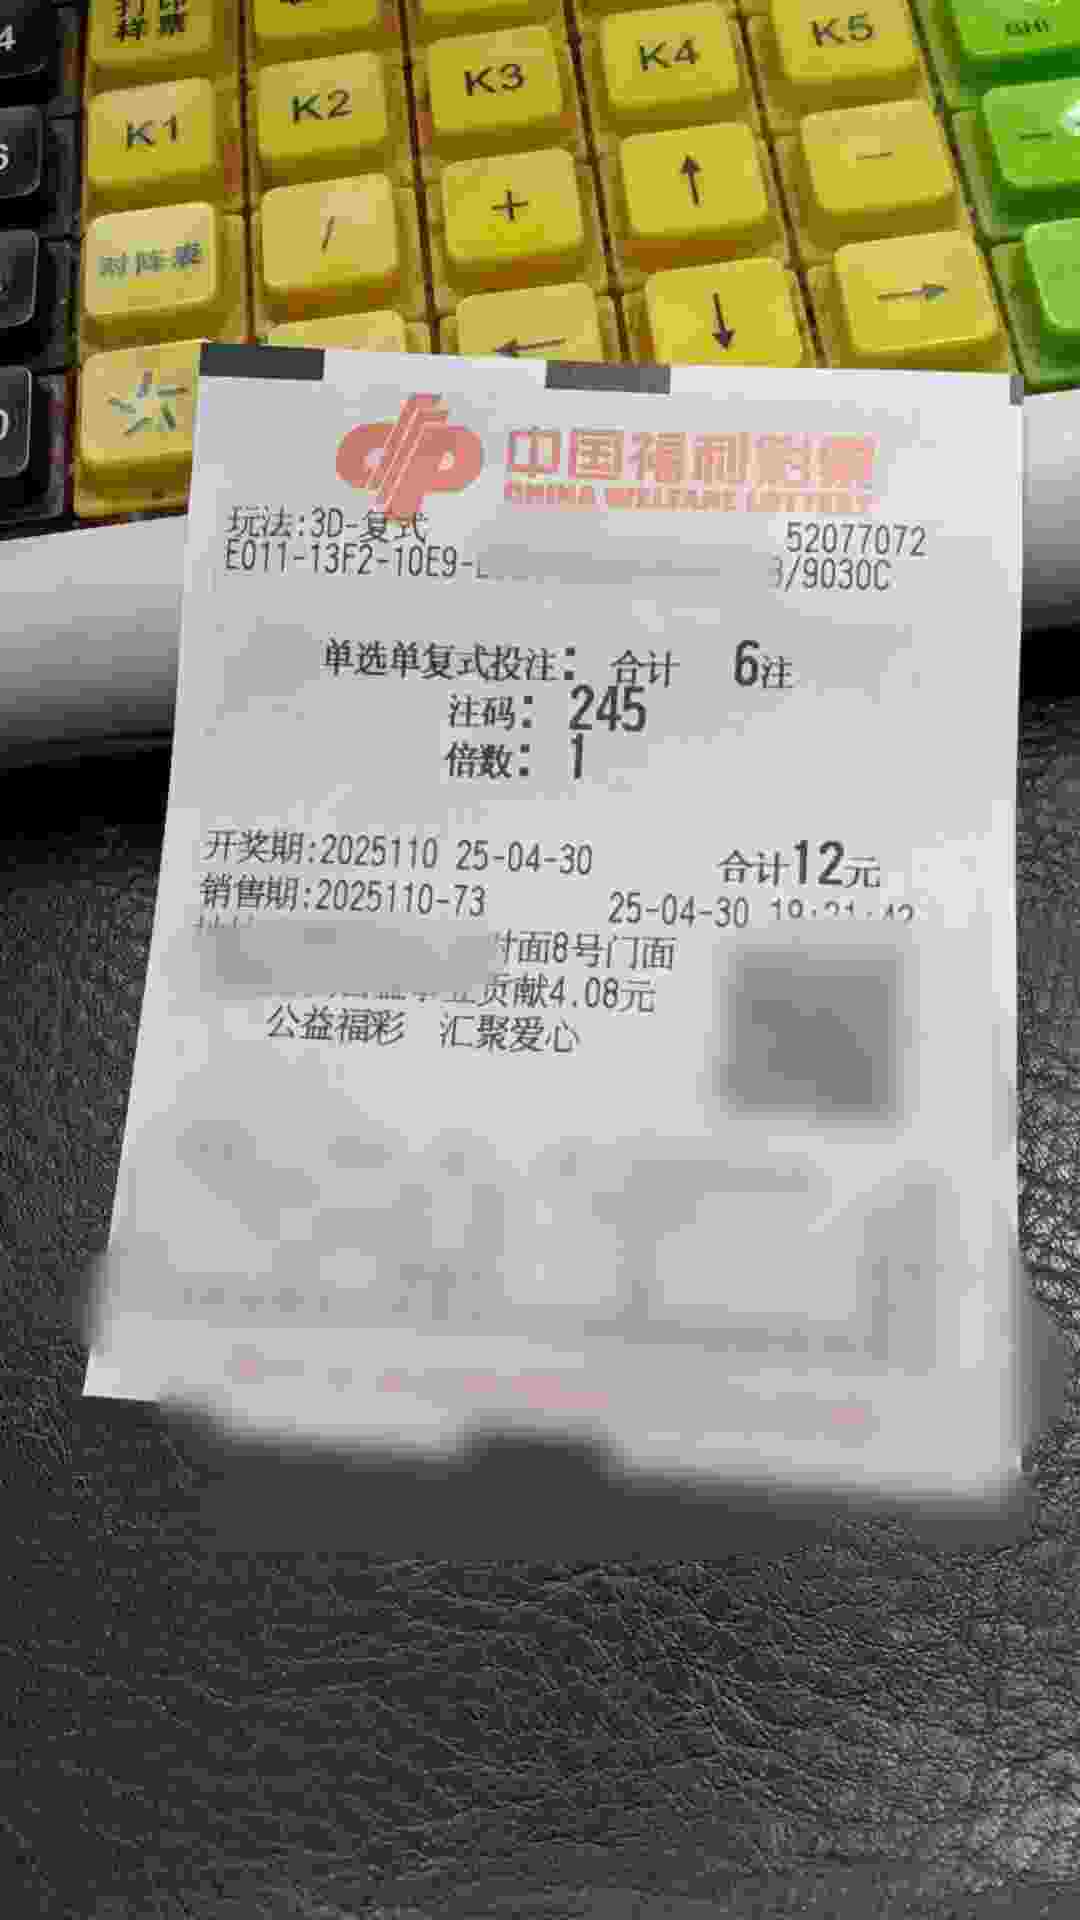 打印
样票
K1
K2
K3
K4
K5
GHI
对阵表
/
+
↑
-
←
↓
→
中国福利彩票
CHINA WELFARE LOTTERY
玩法:3D-复式
52077072
E011-13F2-10E9-
/9030C
单选单复式投注: 合计 6注
注码: 245
倍数: 1
开奖期:2025110 25-04-30
合计12元
销售期:2025110-73
25-04-30 19:21:42
对面8号门面
贡献4.08元
公益福彩 汇聚爱心